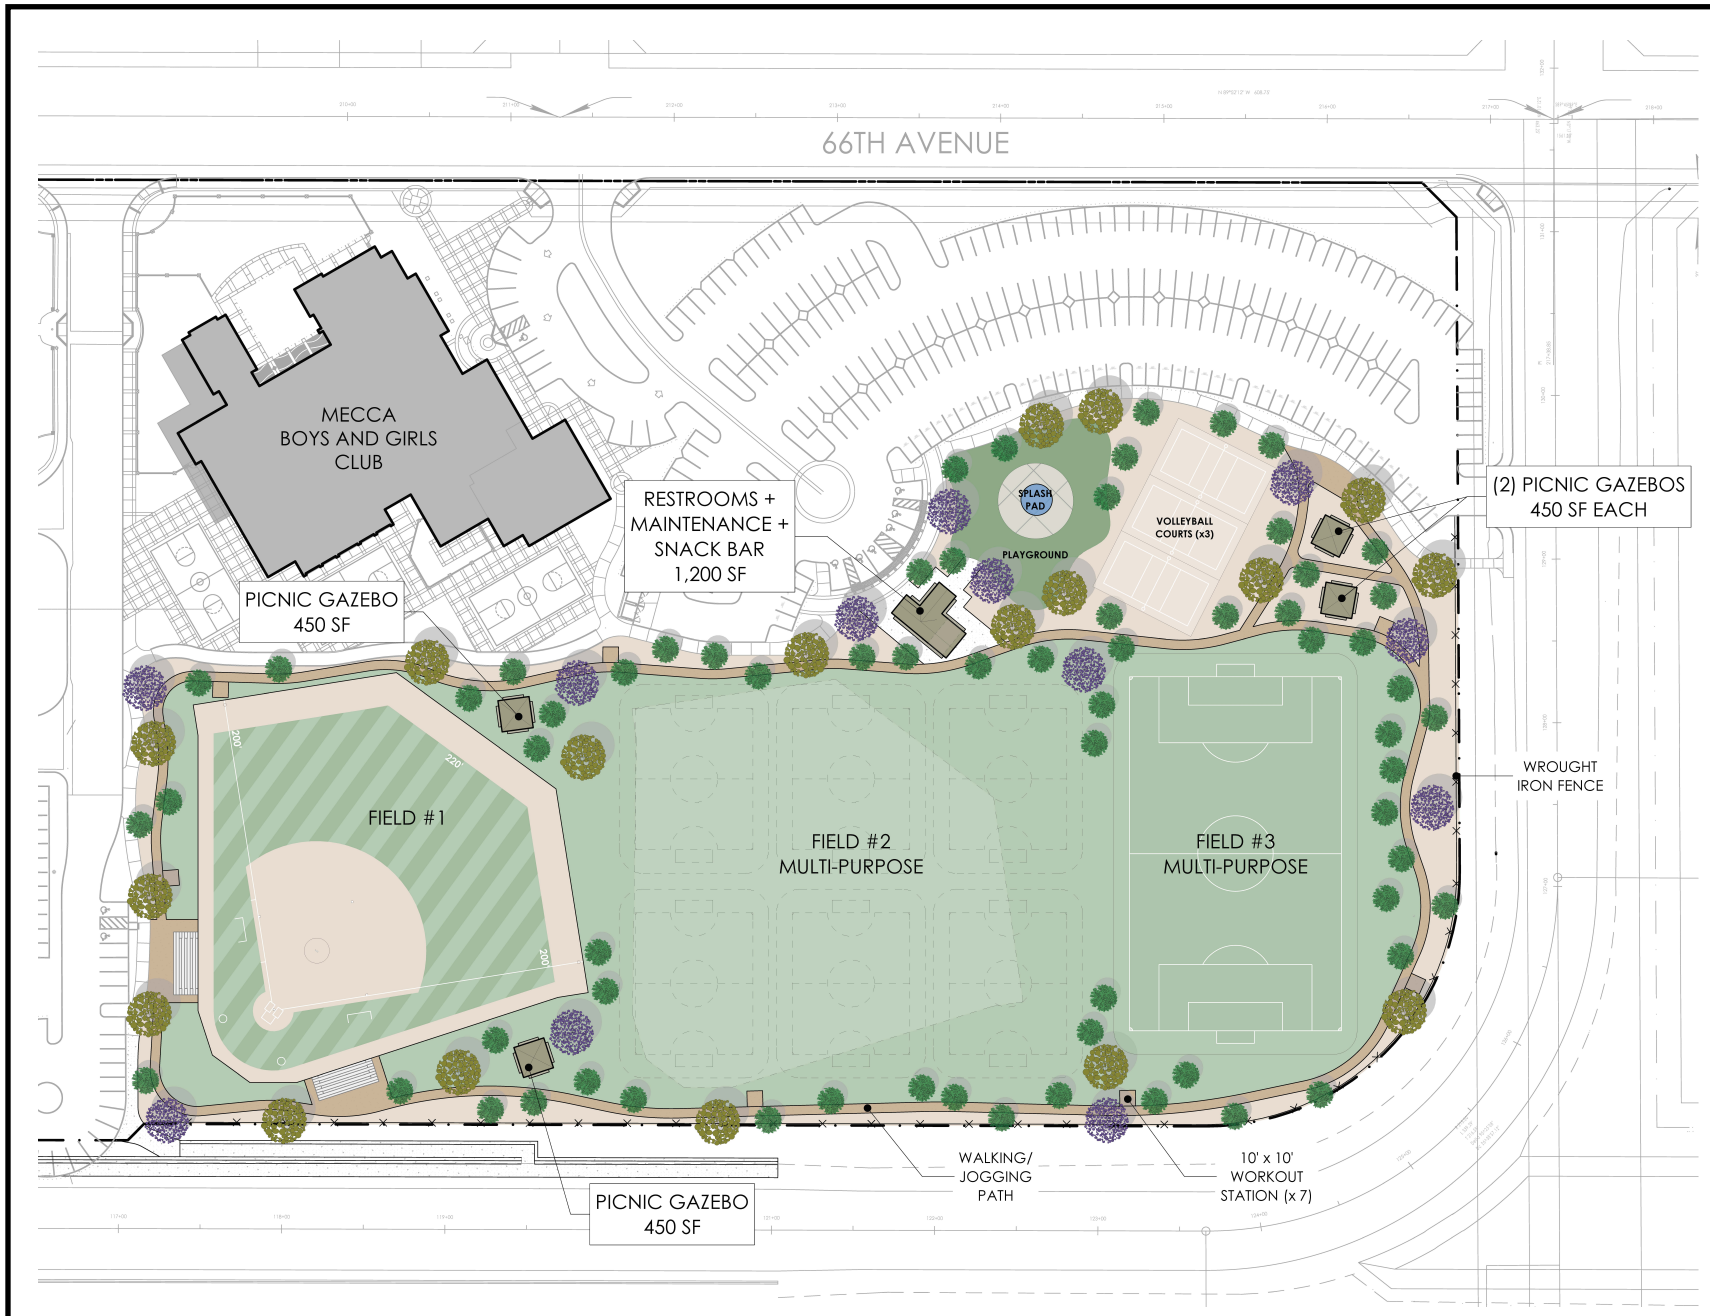 66TH AVENUE
MECCA
BOYS AND GIRLS
CLUB
RESTROOMS +
MAINTENANCE +
SNACK BAR
1,200 SF
(2) PICNIC GAZEBOS
450 SF EACH
SPLASH
PAD
VOLLEYBALL
COURTS (x3)
PLAYGROUND
PICNIC GAZEBO
450 SF
200'
220'
FIELD #1
200'
FIELD #2
MULTI-PURPOSE
FIELD #3
MULTI-PURPOSE
WROUGHT
IRON FENCE
WALKING/
JOGGING
PATH
10' x 10'
WORKOUT
STATION (x 7)
PICNIC GAZEBO
450 SF